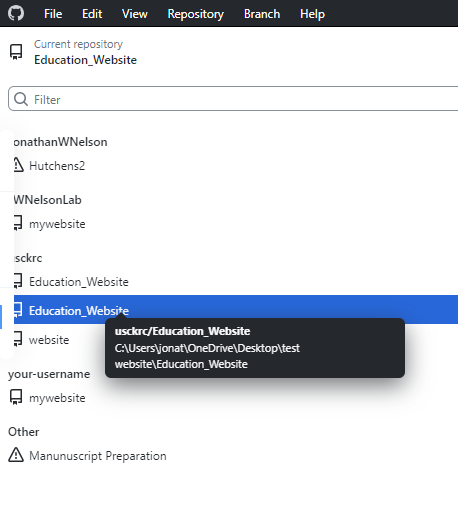 File Edit View Repository Branch Help
Current repository
Education_Website
Filter
onathanWNelson
Hutchens2
WNelsonLab
mywebsite
usckrc
Education_Website
Education_Website
usckrc/Education_Website
C:\Users\jonat\OneDrive\Desktop\test
website\Education_Website
website
your-username
mywebsite
Other
Manunuscript Preparation